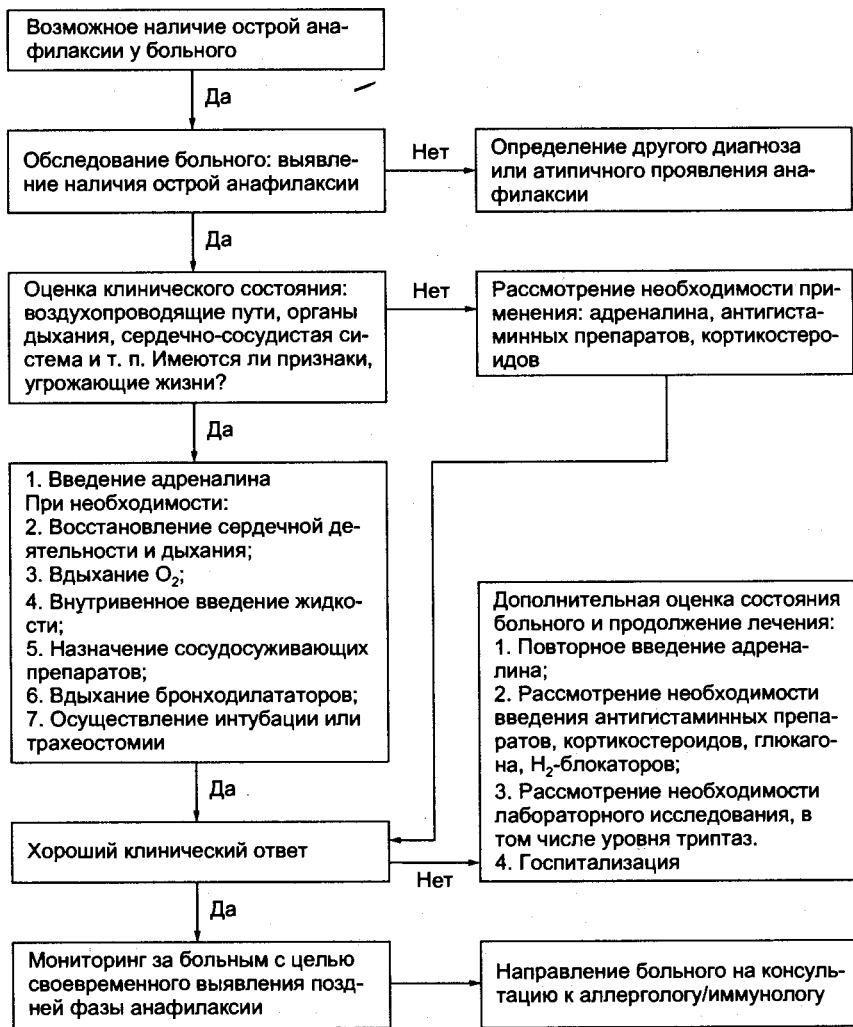 Возможное наличие острой ана-
филаксии у больного
Да
Обследование больного: выявле-
ние наличия острой анафилаксии
Нет
Определение другого диагноза
или атипичного проявления ана-
филаксии
Да
Оценка клинического состояния:
воздухопроводящие пути, органы
дыхания, сердечно-сосудистая си-
стема и т. п. Имеются ли признаки,
угрожающие жизни?
Нет
Рассмотрение необходимости при-
менения: адреналина, антигиста-
минных препаратов, кортикостеро-
идов
Да
1. Введение адреналина
При необходимости:
2. Восстановление сердечной де-
ятельности и дыхания;
3. Вдыхание O₂;
4. Внутривенное введение жидко-
сти;
5. Назначение сосудосуживающих
препаратов;
6. Вдыхание бронходилататоров;
7. Осуществление интубации или
трахеостомии
Дополнительная оценка состояния
больного и продолжение лечения:
1. Повторное введение адрена-
лина;
2. Рассмотрение необходимости
введения антигистаминных препа-
ратов, кортикостероидов, глюкаго-
на, H₂-блокаторов;
3. Рассмотрение необходимости
лабораторного исследования, в
том числе уровня триптаз.
4. Госпитализация
Да
Хороший клинический ответ
Нет
Да
Мониторинг за больным с целью
своевременного выявления позд-
ней фазы анафилаксии
Направление больного на консуль-
тацию к аллергологу/иммунологу